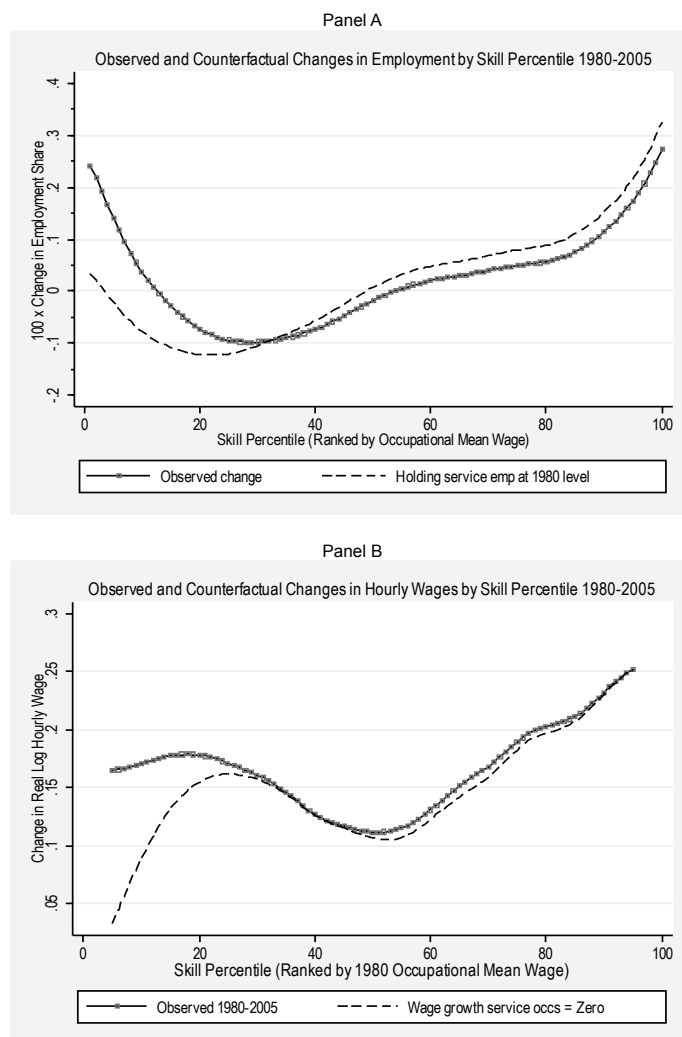 Panel A
Observed and Counterfactual Changes in Employment by Skill Percentile 1980-2005
100 x Change in Employment Share
.4
.3
.2
.1
0
-.1
-.2
0 20 40 60 80 100
Skill Percentile (Ranked by Occupational Mean Wage)
Observed change Holding service emp at 1980 level
Panel B
Observed and Counterfactual Changes in Hourly Wages by Skill Percentile 1980-2005
Change in Real Log Hourly Wage
.3
.25
.2
.15
.1
.05
0 20 40 60 80 100
Skill Percentile (Ranked by 1980 Occupational Mean Wage)
Observed 1980-2005 Wage growth service occs = Zero